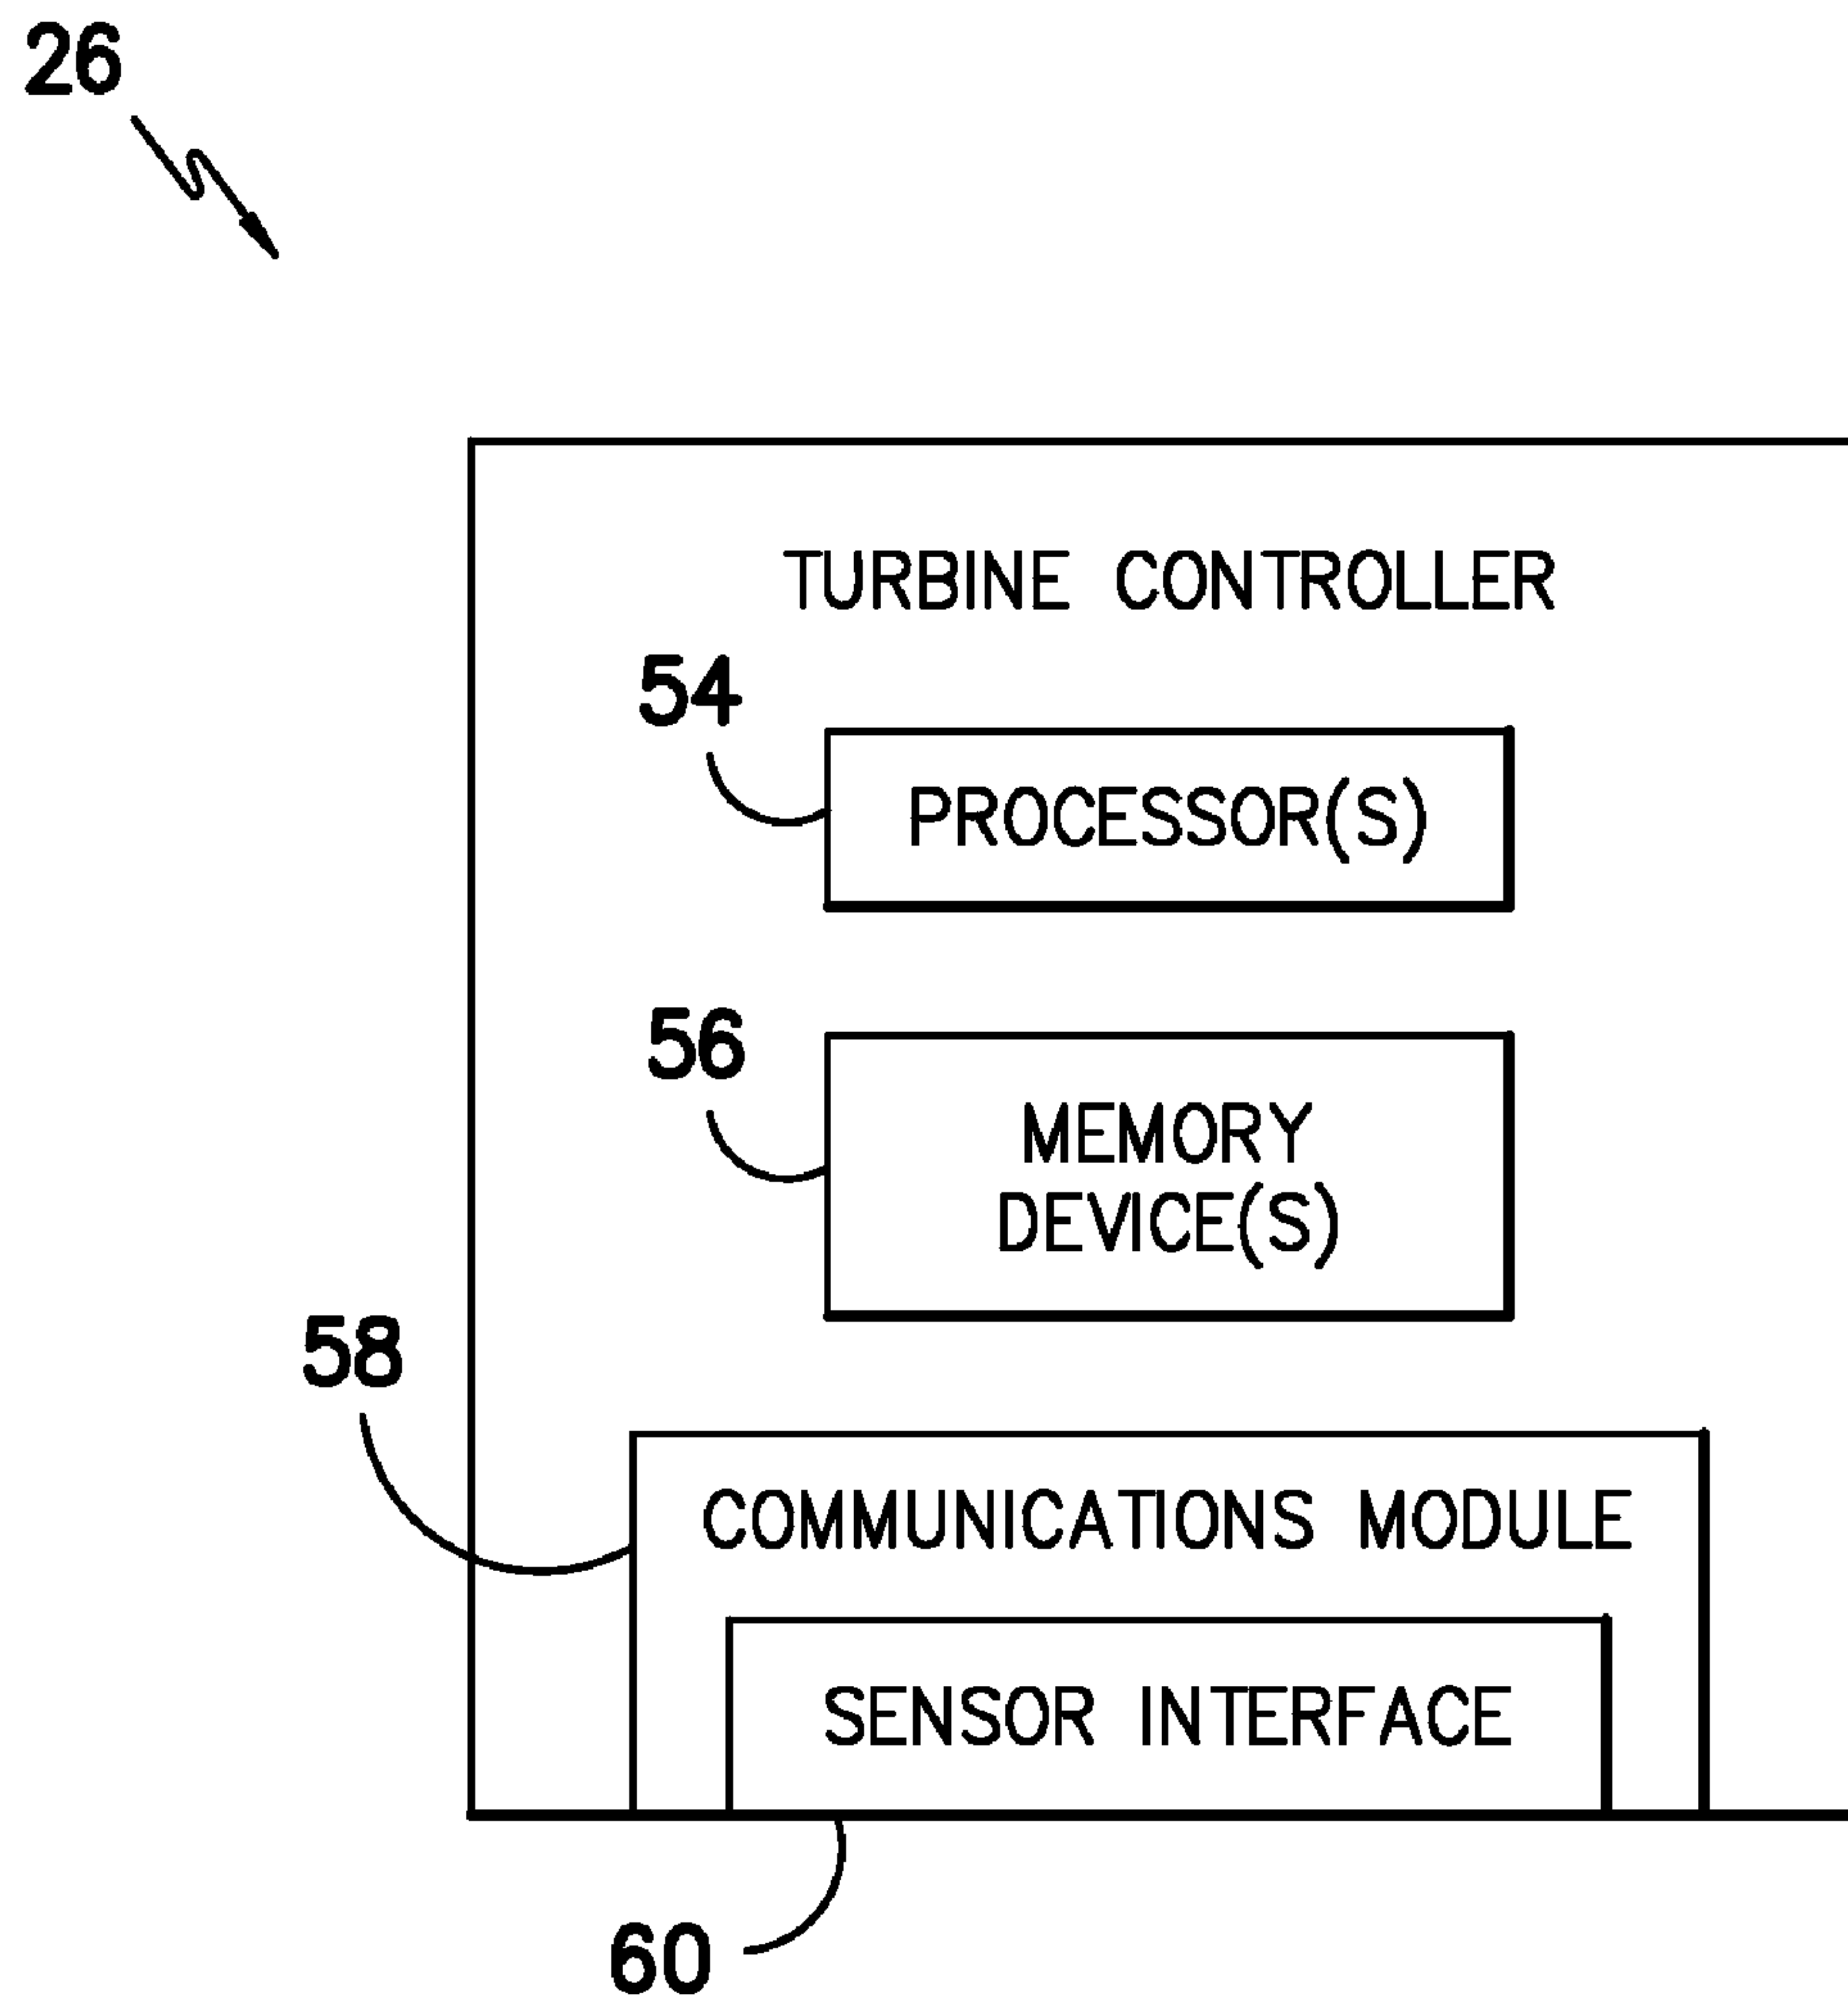 26
TURBINE CONTROLLER
54
PROCESSOR(S)
56
MEMORY
DEVICE(S)
58
COMMUNICATIONS MODULE
SENSOR INTERFACE
60